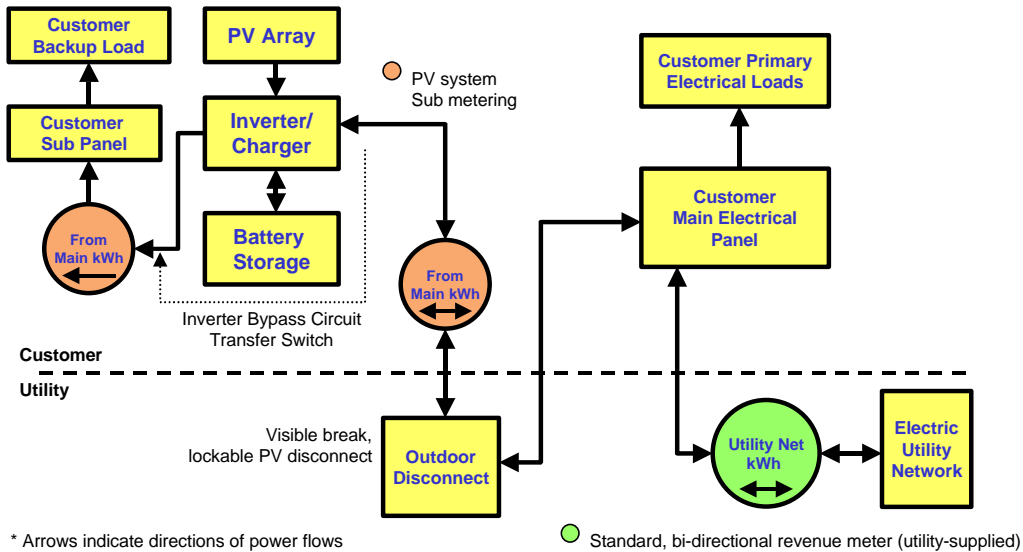 Customer
Backup Load
PV Array
PV system
Sub metering
Customer Primary
Electrical Loads
Customer
Sub Panel
Inverter/
Charger
Customer
Main Electrical
Panel
From
Main kWh
Battery
Storage
From
Main kWh
Inverter Bypass Circuit
Transfer Switch
Customer
Utility
Visible break,
lockable PV disconnect
Outdoor
Disconnect
Utility Net
kWh
Electric
Utility
Network
* Arrows indicate directions of power flows
Standard, bi-directional revenue meter (utility-supplied)